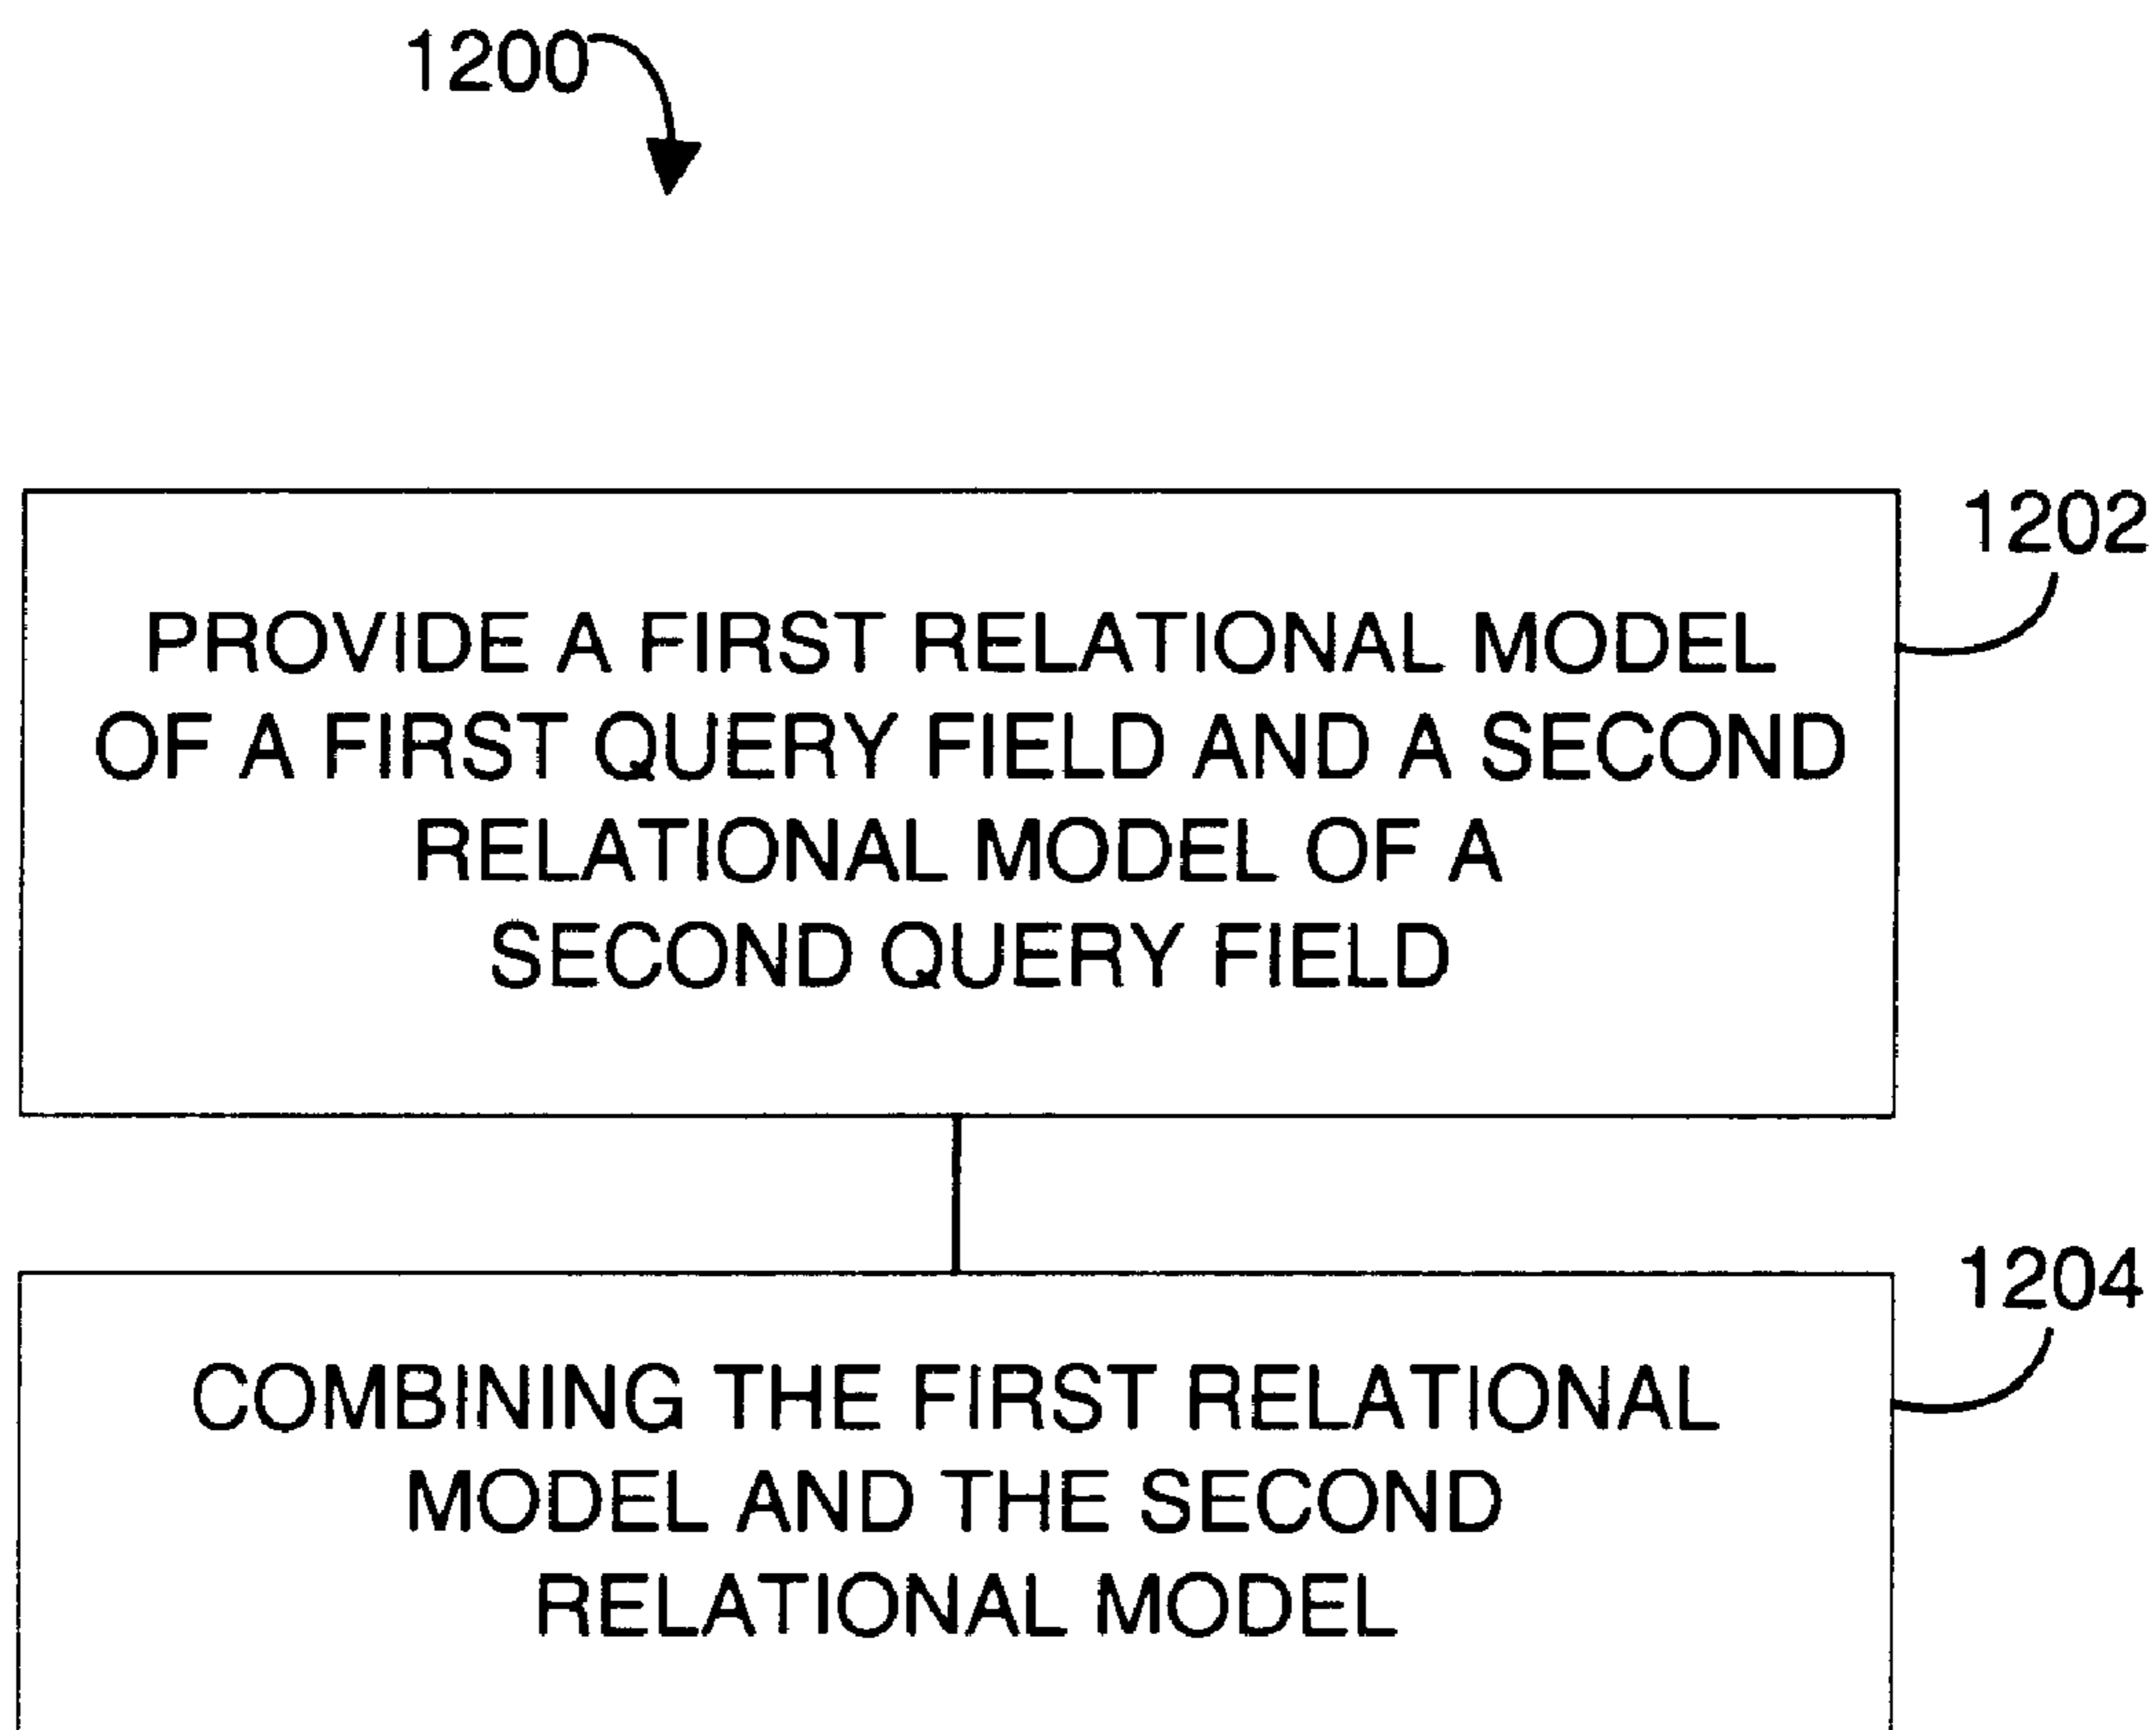 1200
1202
PROVIDE A FIRST RELATIONAL MODEL
OF A FIRST QUERY FIELD AND A SECOND
RELATIONAL MODEL OF A
SECOND QUERY FIELD
1204
COMBINING THE FIRST RELATIONAL
MODEL AND THE SECOND
RELATIONAL MODEL